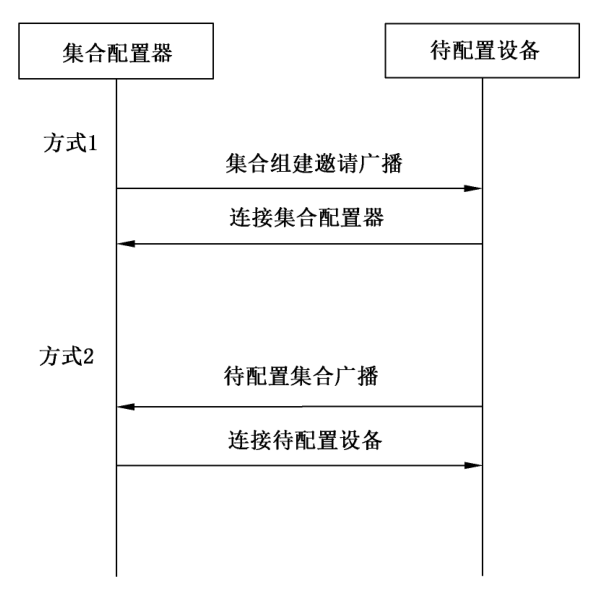 集合配置器
待配置设备
方式1
集合组建邀请广播
连接集合配置器
方式2
待配置集合广播
连接待配置设备